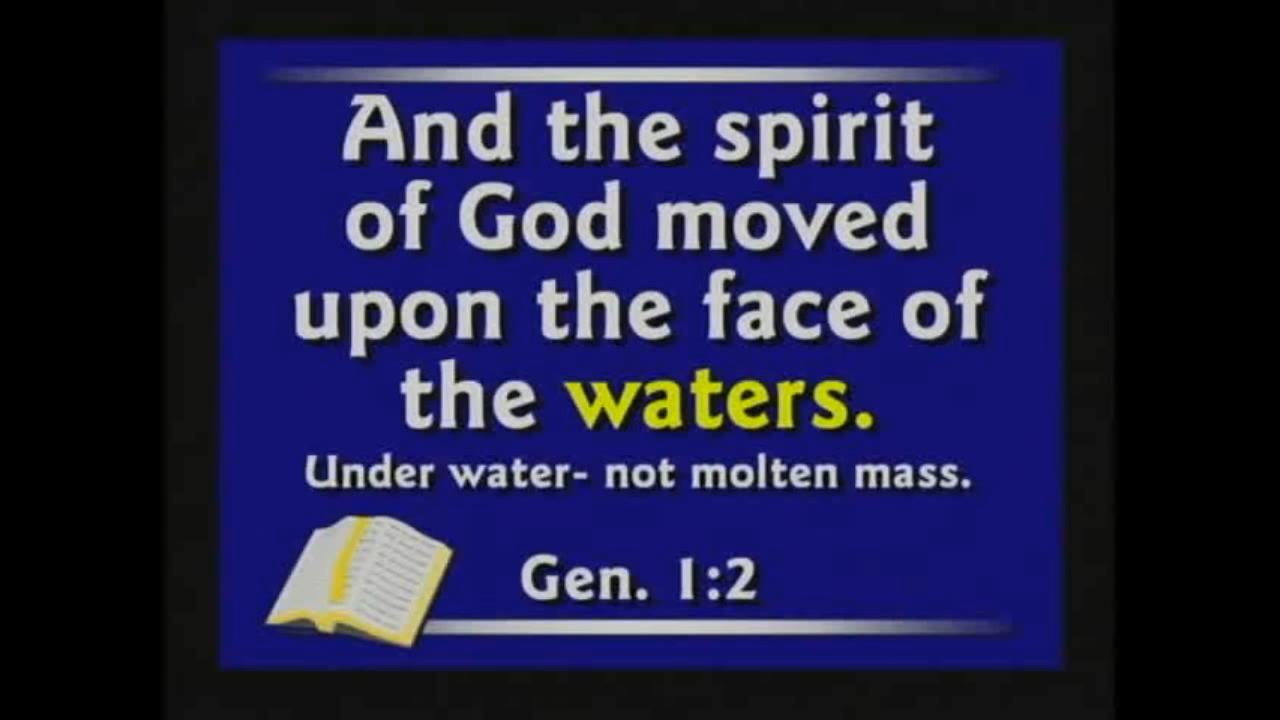 And the spirit
of God moved
upon the face of
the waters.
Under water- not molten mass.
Gen. 1:2